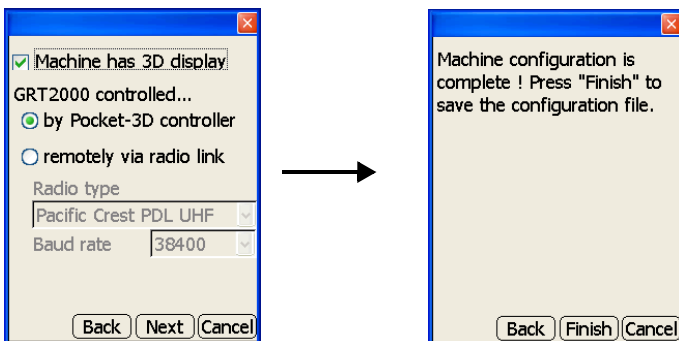 Machine has 3D display
GRT2000 controlled...
by Pocket-3D controller
remotely via radio link
Radio type
Pacific Crest PDL UHF
Baud rate 38400
Back Next Cancel
Machine configuration is
complete ! Press "Finish" to
save the configuration file.
Back Finish Cancel